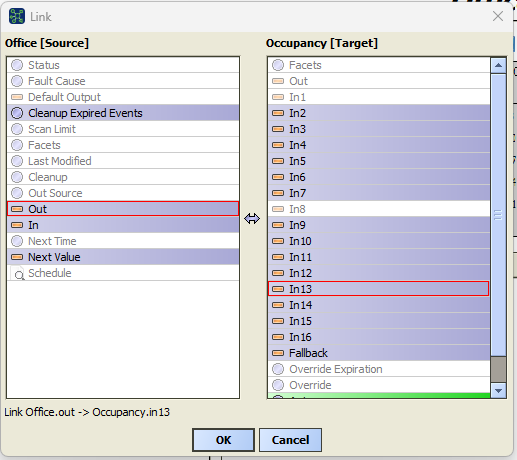 Link
Office [Source]
Status
Fault Cause
Default Output
Cleanup Expired Events
Scan Limit
Facets
Last Modified
Cleanup
Out Source
Out
In
Next Time
Next Value
Schedule
Occupancy [Target]
Facets
Out
In1
In2
In3
In4
In5
In6
In7
In8
In9
In10
In11
In12
In13
In14
In15
In16
Fallback
Override Expiration
Override
Link Office.out -> Occupancy.in13
OK
Cancel